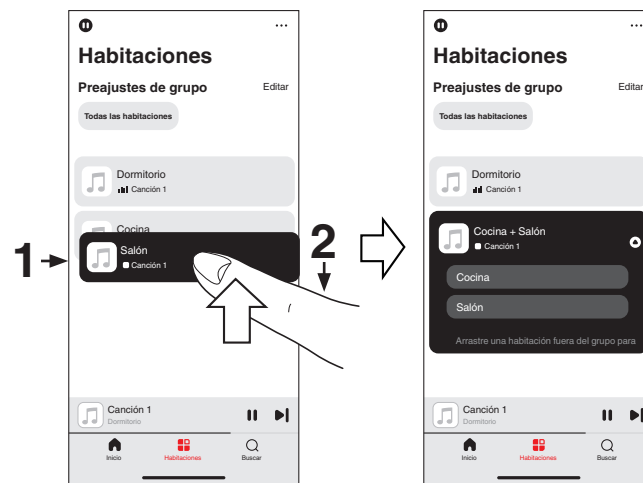 Habitaciones
Preajustes de grupo Editar
Todas las habitaciones
Dormitorio
Canción 1
Cocina
Salón
Canción 1
1
2
Canción 1
Dormitorio
Inicio Habitaciones Buscar
Habitaciones
Preajustes de grupo Editar
Todas las habitaciones
Dormitorio
Canción 1
Cocina + Salón
Canción 1
Cocina
Salón
Arrastre una habitación fuera del grupo para
Canción 1
Dormitorio
Inicio Habitaciones Buscar